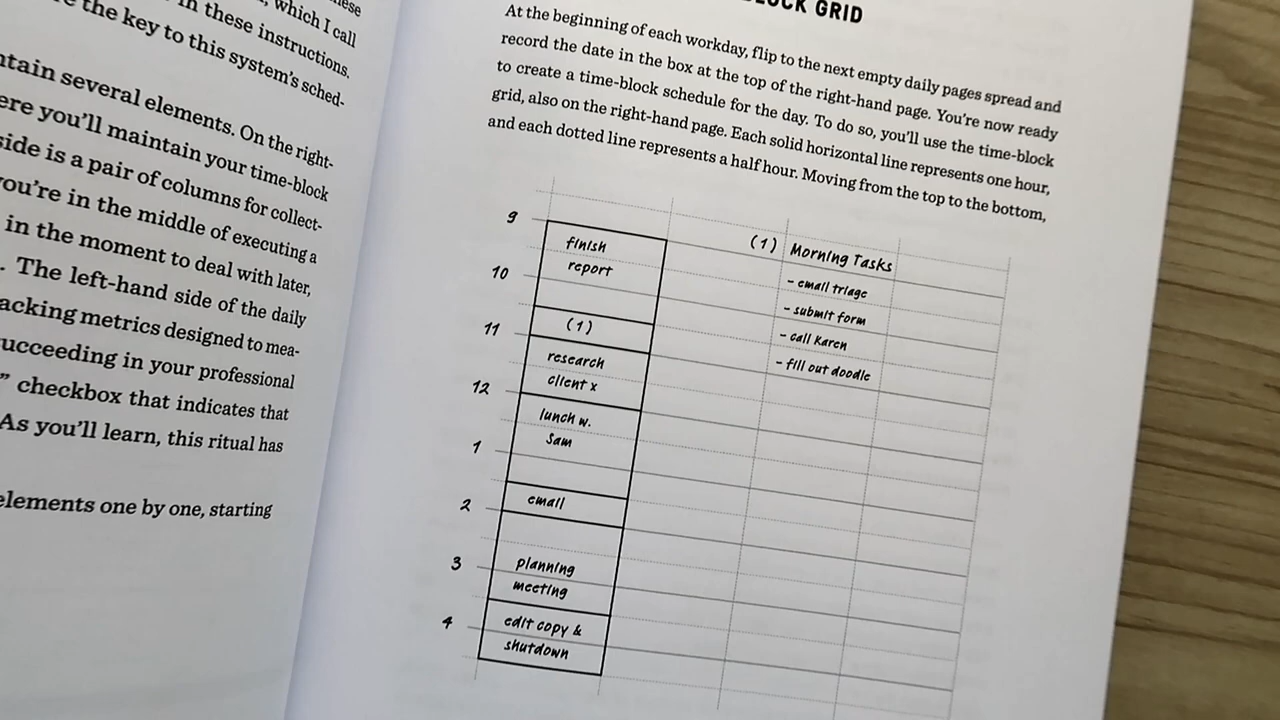 which I call
in these instructions.
the key to this system's sched-
several elements. On the right-
you'll maintain your time-block
side is a pair of columns for collect-
you're in the middle of executing a
in the moment to deal with later,
. The left-hand side of the daily
metrics designed to mea-
in your professional
” checkbox that indicates that
As you'll learn, this ritual has
elements one by one, starting
GRID
At the beginning of each workday, flip to the next empty daily pages spread and
record the date in the box at the top of the right-hand page. You're now ready
to create a time-block schedule for the day. To do so, you'll use the time-block
grid, also on the right-hand page. Each solid horizontal line represents one hour,
and each dotted line represents a half hour. Moving from the top to the bottom,
9
finish
report
10
(1)
11
research
client x
12
lunch w.
Sam
1
email
2
planning
meeting
3
edit copy &
shutdown
4
(1) Morning Tasks
- email triage
- submit form
- call Karen
- fill out doodle